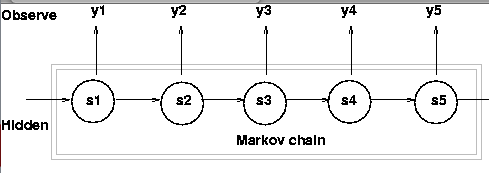 Observe y1 y2 y3 y4 y5
s1 s2 s3 s4 s5
Hidden
Markov chain